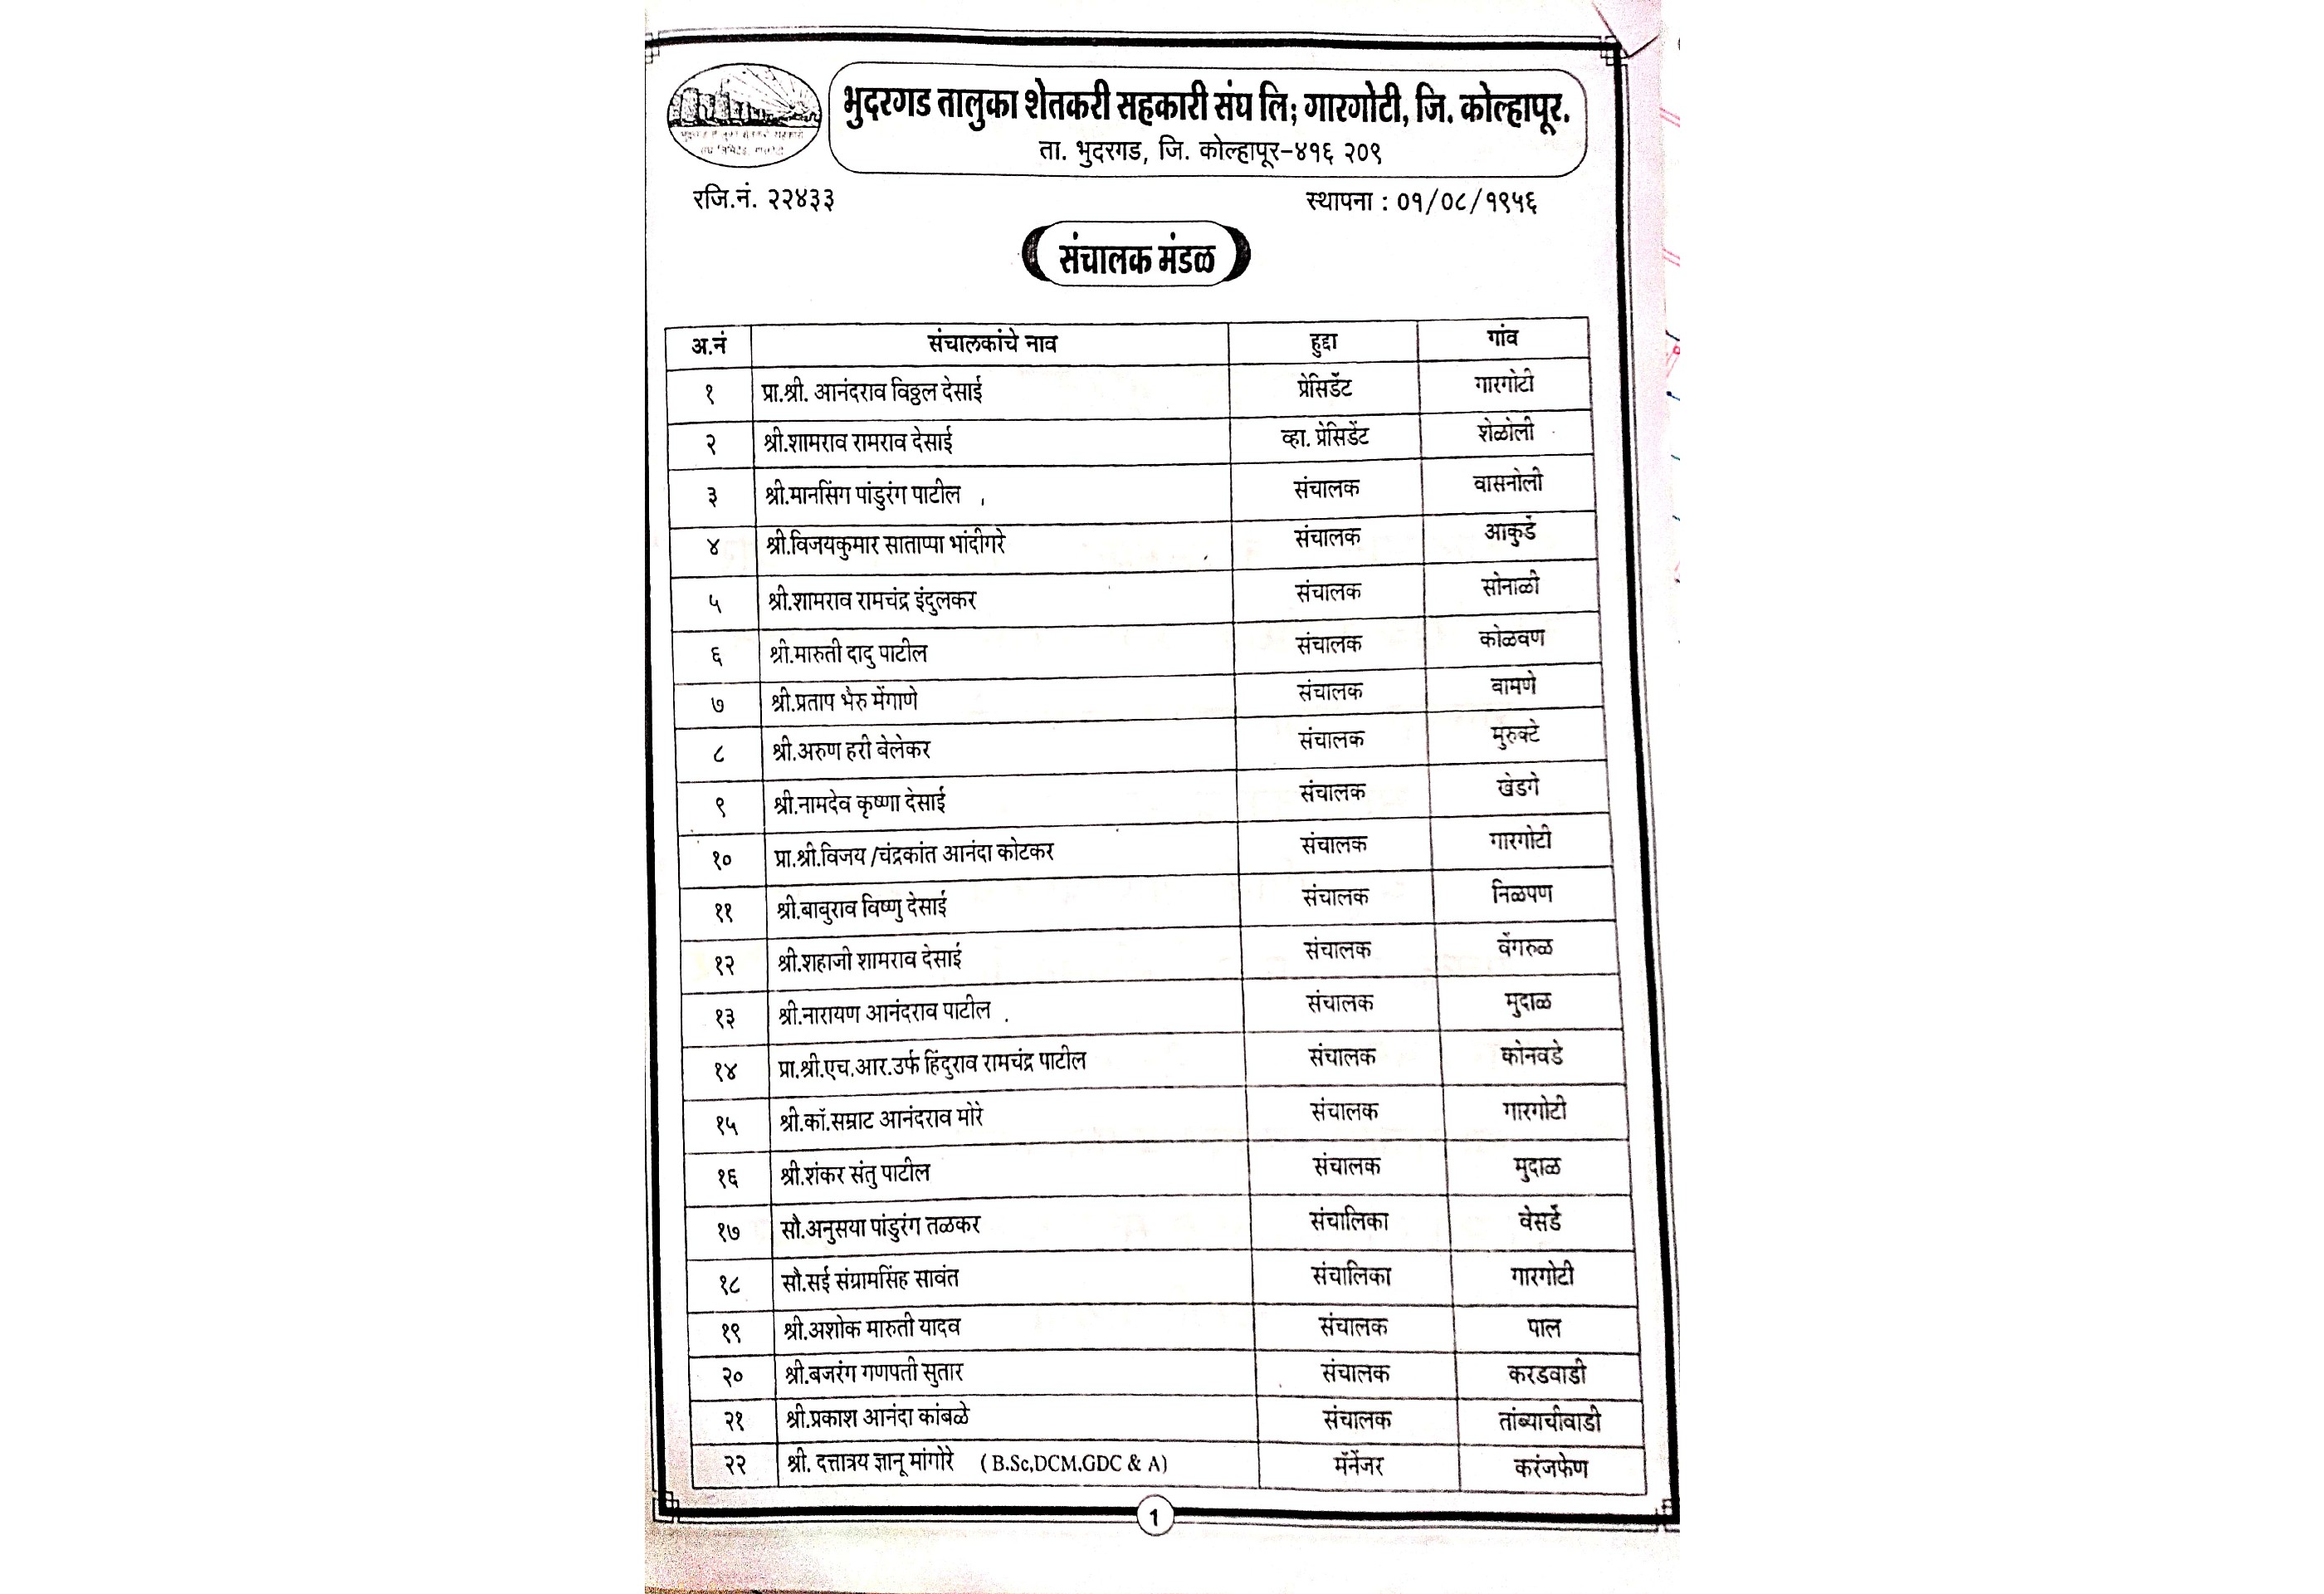 भुदरगड तालुका शेतकरी सहकारी संघ लि; गारगोटी, जि. कोल्हापूर.
ता. भुदरगड, जि. कोल्हापूर-४१६ २०९
रजि.नं. २२४३३ स्थापना : ०१/०८/१९५६
संचालक मंडळ
अ.नं संचालकांचे नाव हुद्दा गांव
१ प्रा.श्री. आनंदराव विठ्ठल देसाई प्रेसिडेंट गारगोटी
२ श्री.शामराव रामराव देसाई व्हा. प्रेसिडेंट शेळोली
३ श्री.मानसिंग पांडुरंग पाटील संचालक वासनोली
४ श्री.विजयकुमार साताप्पा भांदीगरे संचालक आकुर्डे
५ श्री.शामराव रामचंद्र इंदुलकर संचालक सोनाळी
६ श्री.मारुती दादु पाटील संचालक कोळवण
७ श्री.प्रताप भैरु मेंगाणे संचालक वामणे
८ श्री.अरुण हरी बेलेकर संचालक मुरुक्टे
९ श्री.नामदेव कृष्णा देसाई संचालक खेडगे
१० प्रा.श्री.विजय /चंद्रकांत आनंदा कोटकर संचालक गारगोटी
११ श्री.बाबुराव विष्णु देसाई संचालक निळपण
१२ श्री.शहाजी शामराव देसाई संचालक वेंगरुळ
१३ श्री.नारायण आनंदराव पाटील संचालक मुदाळ
१४ प्रा.श्री.एच.आर.उर्फ हिंदुराव रामचंद्र पाटील संचालक कोनवडे
१५ श्री.कॉ.सम्राट आनंदराव मोरे संचालक गारगोटी
१६ श्री.शंकर संतु पाटील संचालक मुदाळ
१७ सौ.अनुसया पांडुरंग तळकर संचालिका वेसर्डे
१८ सौ.सई संग्रामसिंह सावंत संचालिका गारगोटी
१९ श्री.अशोक मारुती यादव संचालक पाल
२० श्री.बजरंग गणपती सुतार संचालक करडवाडी
२१ श्री.प्रकाश आनंदा कांबळे संचालक तांब्याचीवाडी
२२ श्री. दत्तात्रय ज्ञानू मांगोरे ( B.Sc,DCM,GDC & A) मॅनेंजर करंजफेण
1